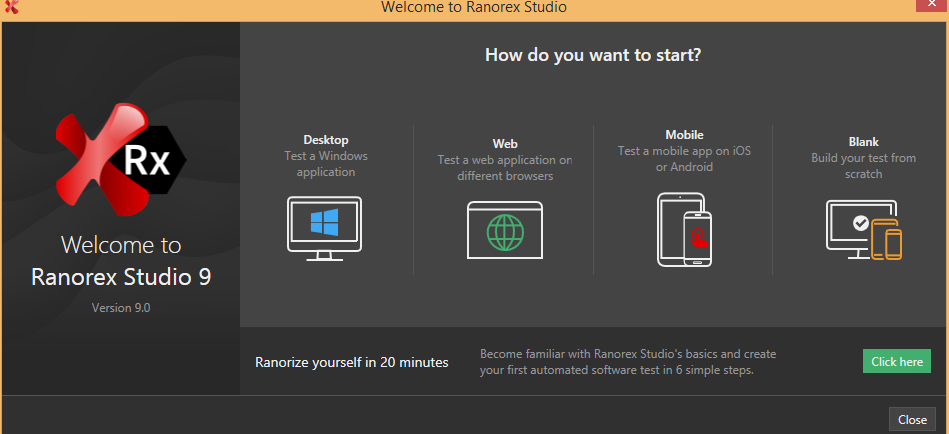 Welcome to Ranorex Studio
Rx
Welcome to
Ranorex Studio 9
Version 9.0
How do you want to start?
Desktop
Test a Windows
application
Web
Test a web application on
different browsers
Mobile
Test a mobile app on iOS
or Android
Blank
Build your test from
scratch
Ranorize yourself in 20 minutes
Become familiar with Ranorex Studio's basics and create
your first automated software test in 6 simple steps.
Click here
Close